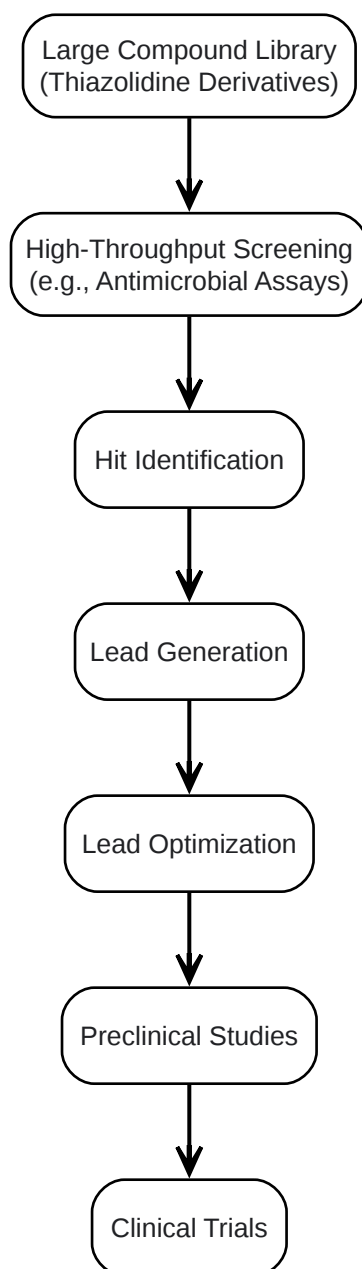 Large Compound Library
(Thiazolidine Derivatives)
High-Throughput Screening
(e.g., Antimicrobial Assays)
Hit Identification
Lead Generation
Lead Optimization
Preclinical Studies
Clinical Trials